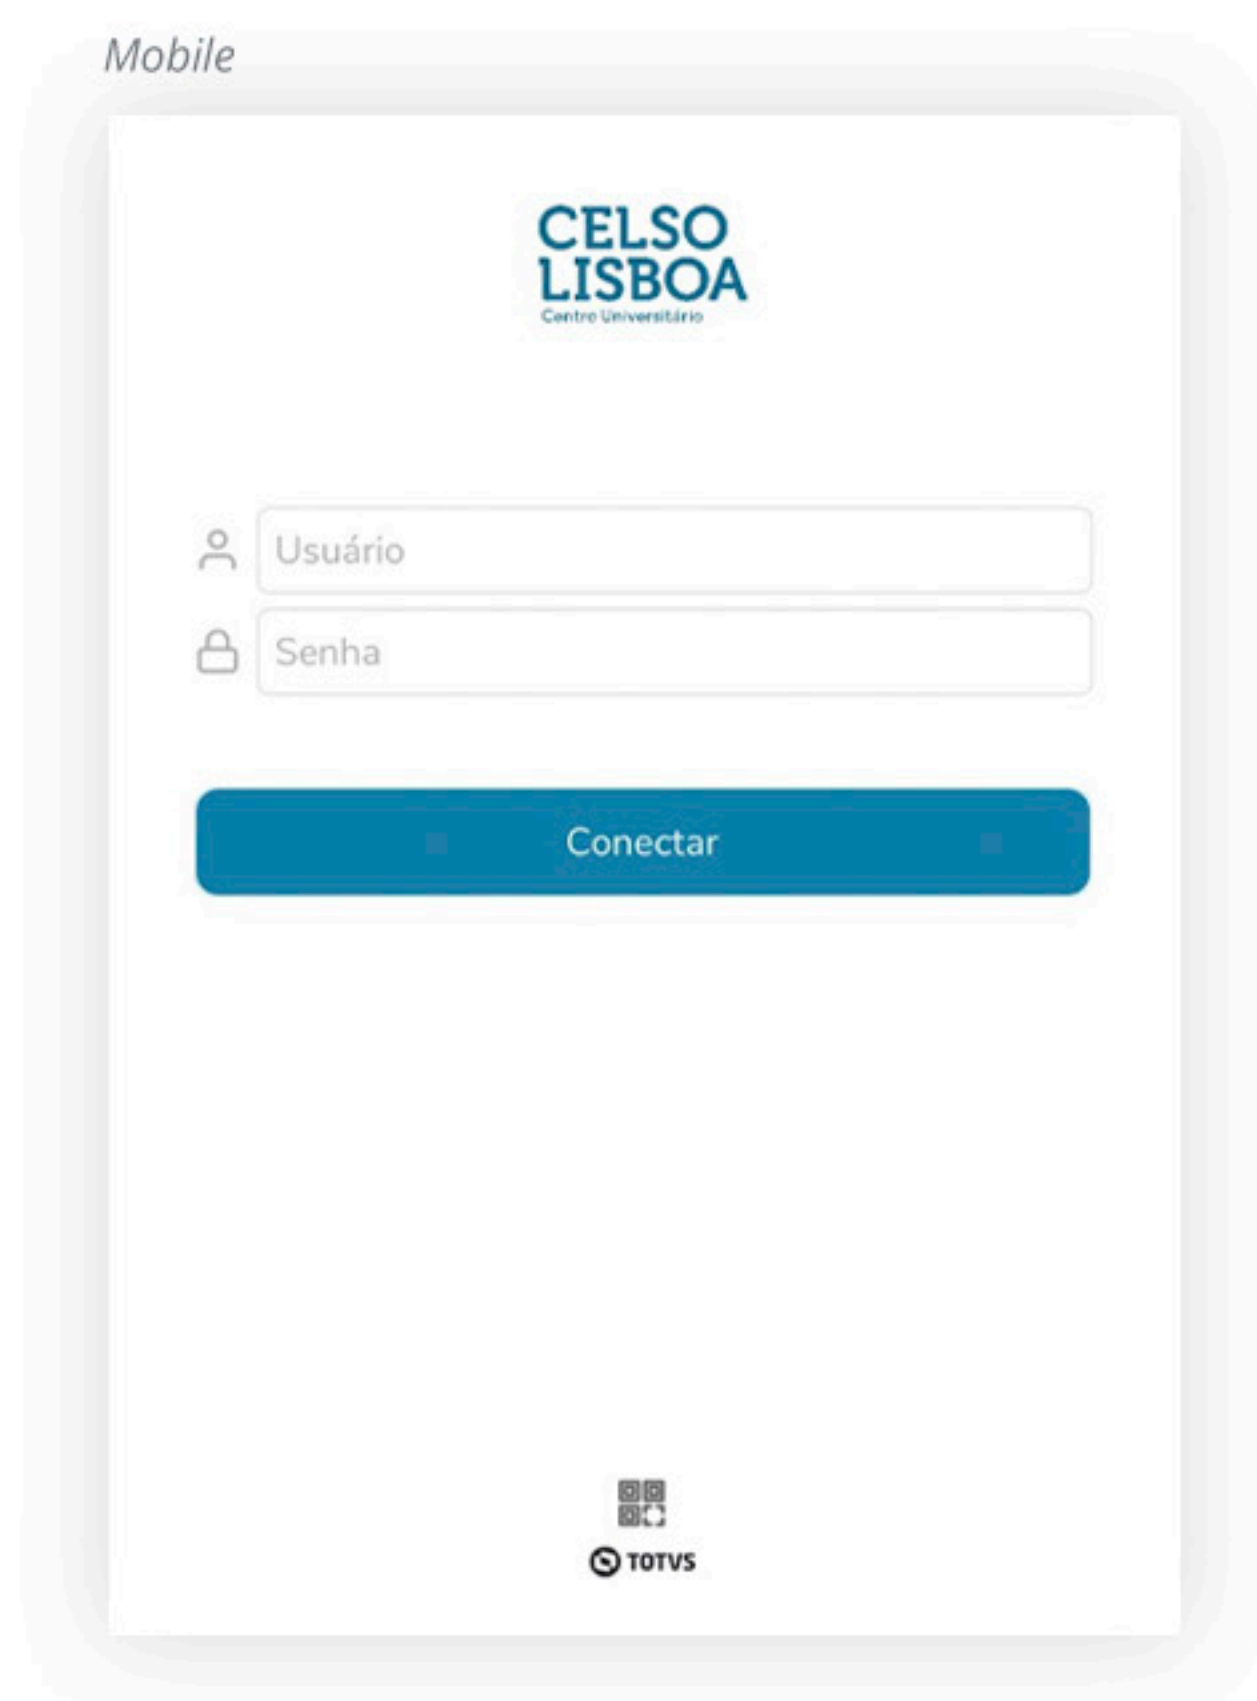 Mobile
CELSO
LISBOA
Centro Universitário
Usuário
Senha
Conectar
TOTVS